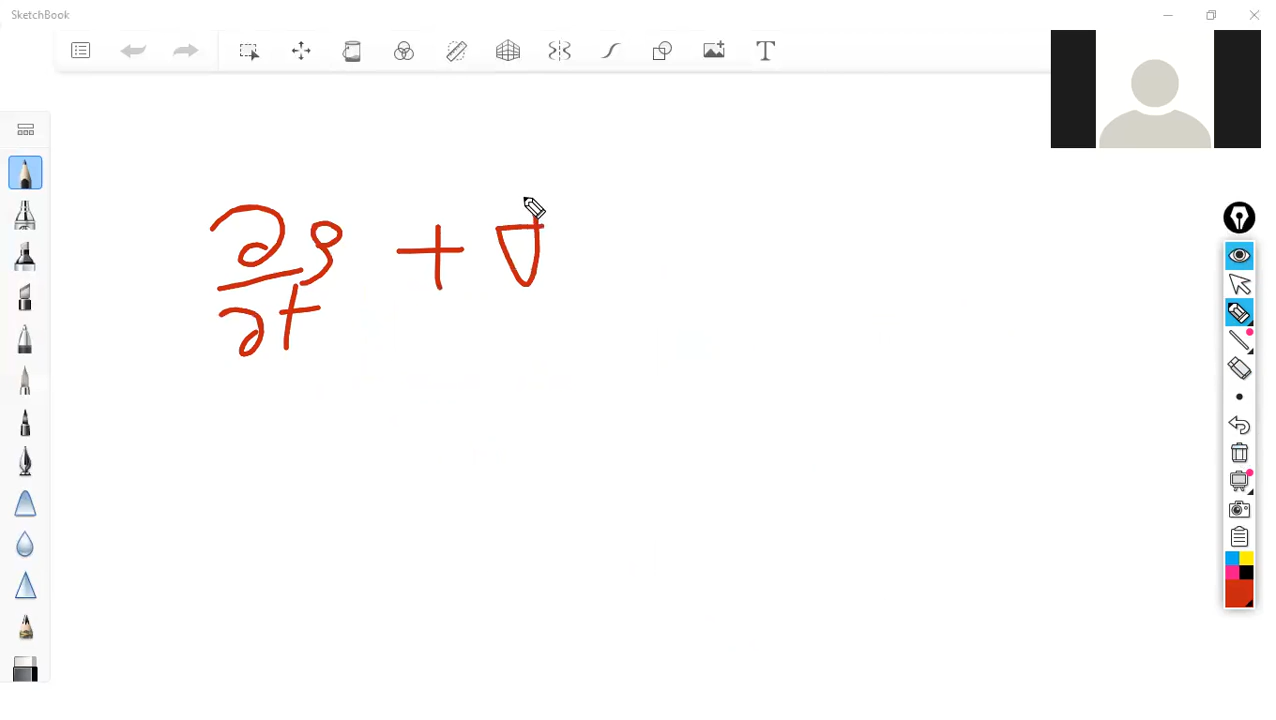 SketchBook
T
∂ρ/∂t + ∇